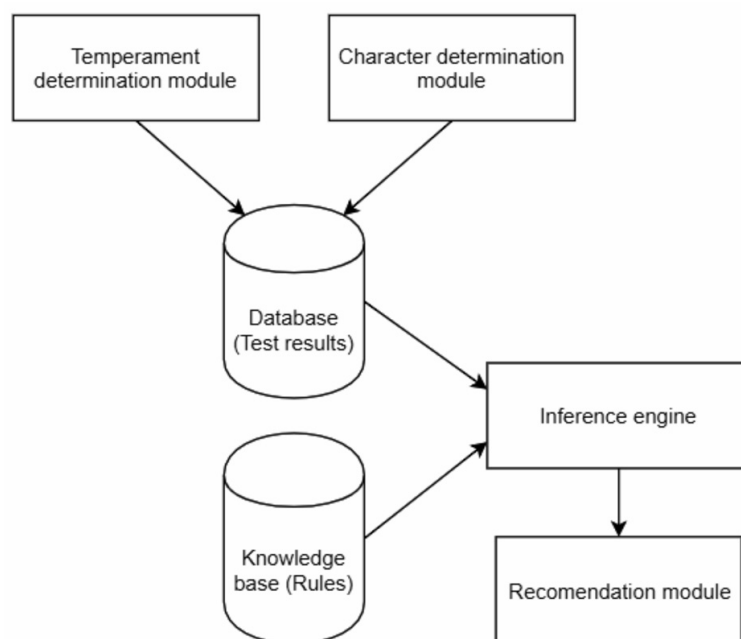 Temperament
determination module
Character determination
module
Database
(Test results)
Inference engine
Knowledge
base (Rules)
Recomendation module